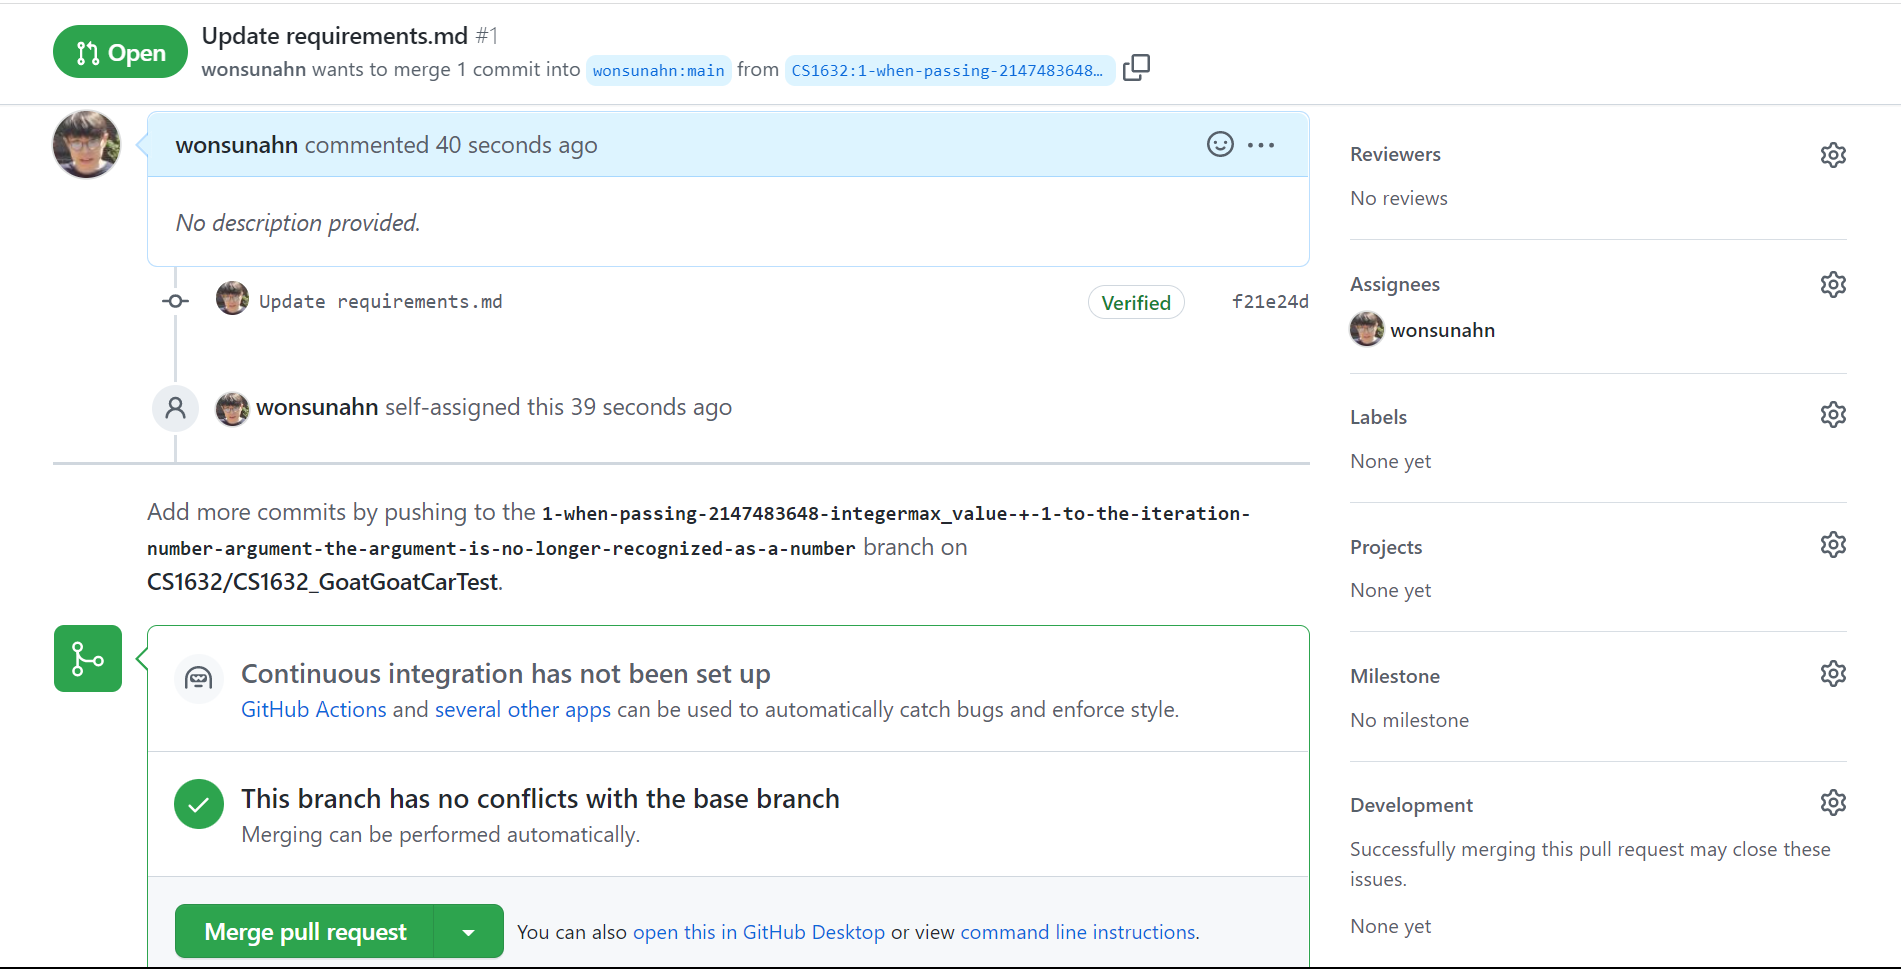 Open
Update requirements.md #1
wonsunahn wants to merge 1 commit into wonsunahn:main from CS1632:1-when-passing-2147483648…
wonsunahn commented 40 seconds ago
No description provided.
Update requirements.md Verified f21e24d
wonsunahn self-assigned this 39 seconds ago
Add more commits by pushing to the 1-when-passing-2147483648-integermax_value-+-1-to-the-iteration-
number-argument-the-argument-is-no-longer-recognized-as-a-number branch on
CS1632/CS1632_GoatGoatCarTest.
Continuous integration has not been set up
GitHub Actions and several other apps can be used to automatically catch bugs and enforce style.
This branch has no conflicts with the base branch
Merging can be performed automatically.
Merge pull request
You can also open this in GitHub Desktop or view command line instructions.
Reviewers
No reviews
Assignees
wonsunahn
Labels
None yet
Projects
None yet
Milestone
No milestone
Development
Successfully merging this pull request may close these
issues.
None yet